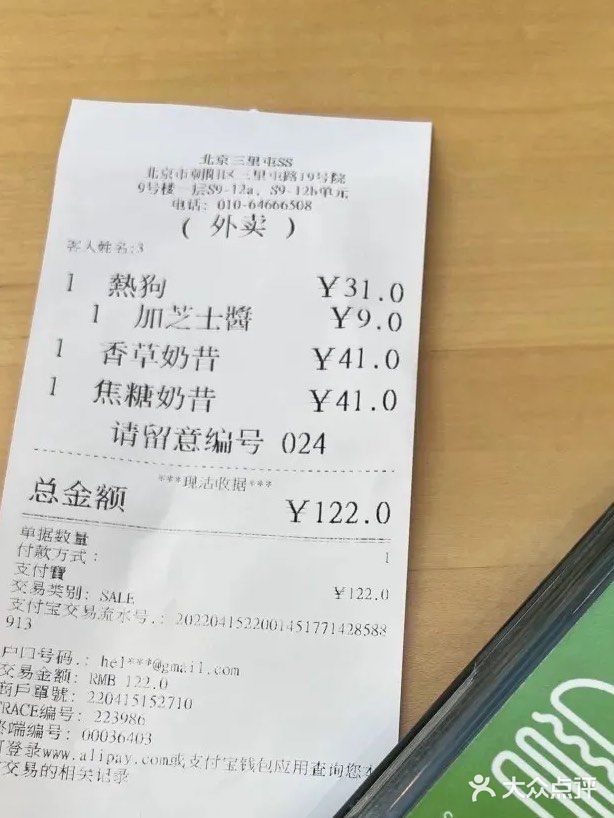 北京三里屯SS
北京市朝阳区三里屯路19号院
9号楼一层S9-12a, S9-12b单元
电话: 010-64666508
( 外卖 )
客人姓名:3
1 熱狗 ¥31.0
1 加芝士醬 ¥9.0
1 香草奶昔 ¥41.0
1 焦糖奶昔 ¥41.0
请留意编号 024
***现沽收据***
总金额 ¥122.0
单据数量 1
付款方式:
支付寶 ¥122.0
交易类别: SALE
支付宝交易流水号.: 2022041522001451771428588
913
户口号码.: hel***@gmail.com
交易金额: RMB 122.0
商戶單號: 220415152710
TRACE编号: 223986
终端编号: 00036403
可登录www.alipay.com或支付宝钱包应用查询您本
交易的相关记录
大众点评